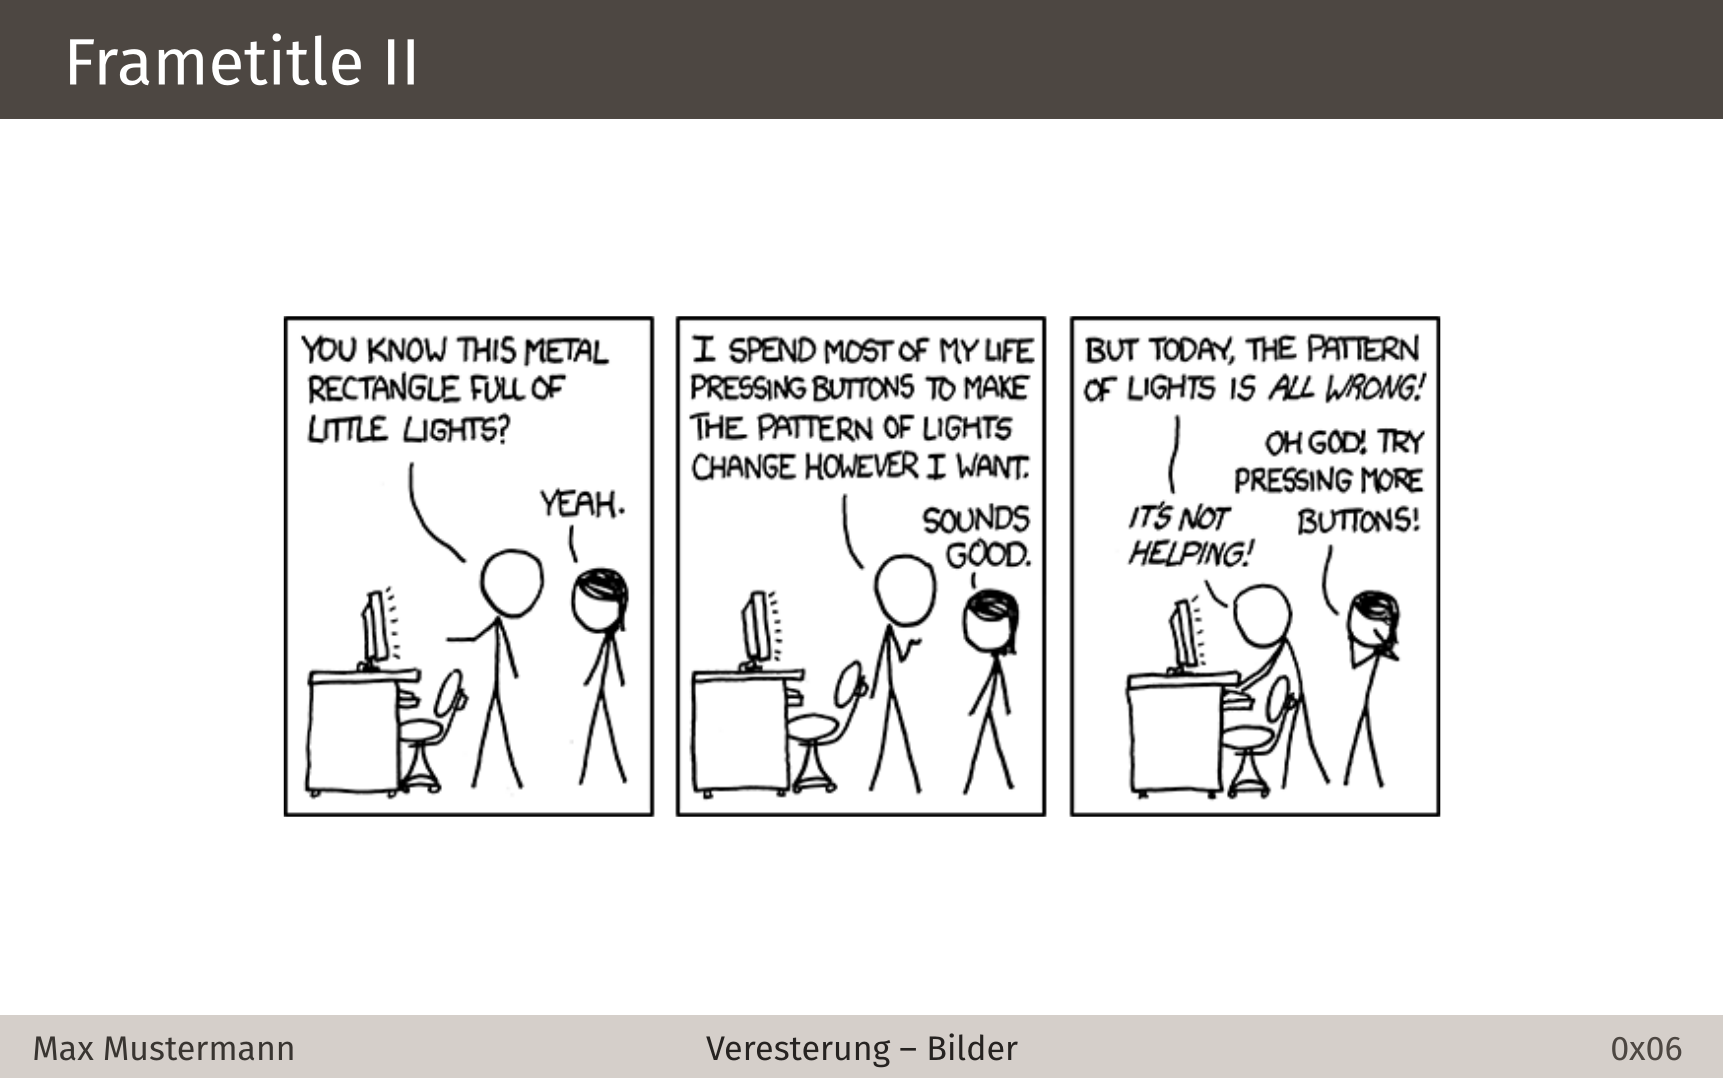 Frametitle II
YOU KNOW THIS METAL
RECTANGLE FULL OF
LITTLE LIGHTS?
YEAH.
I SPEND MOST OF MY LIFE
PRESSING BUTTONS TO MAKE
THE PATTERN OF LIGHTS
CHANGE HOWEVER I WANT.
SOUNDS
GOOD.
BUT TODAY, THE PATTERN
OF LIGHTS IS ALL WRONG!
OH GOD! TRY
PRESSING MORE
BUTTONS!
IT'S NOT
HELPING!
Max Mustermann
Veresterung – Bilder
0x06